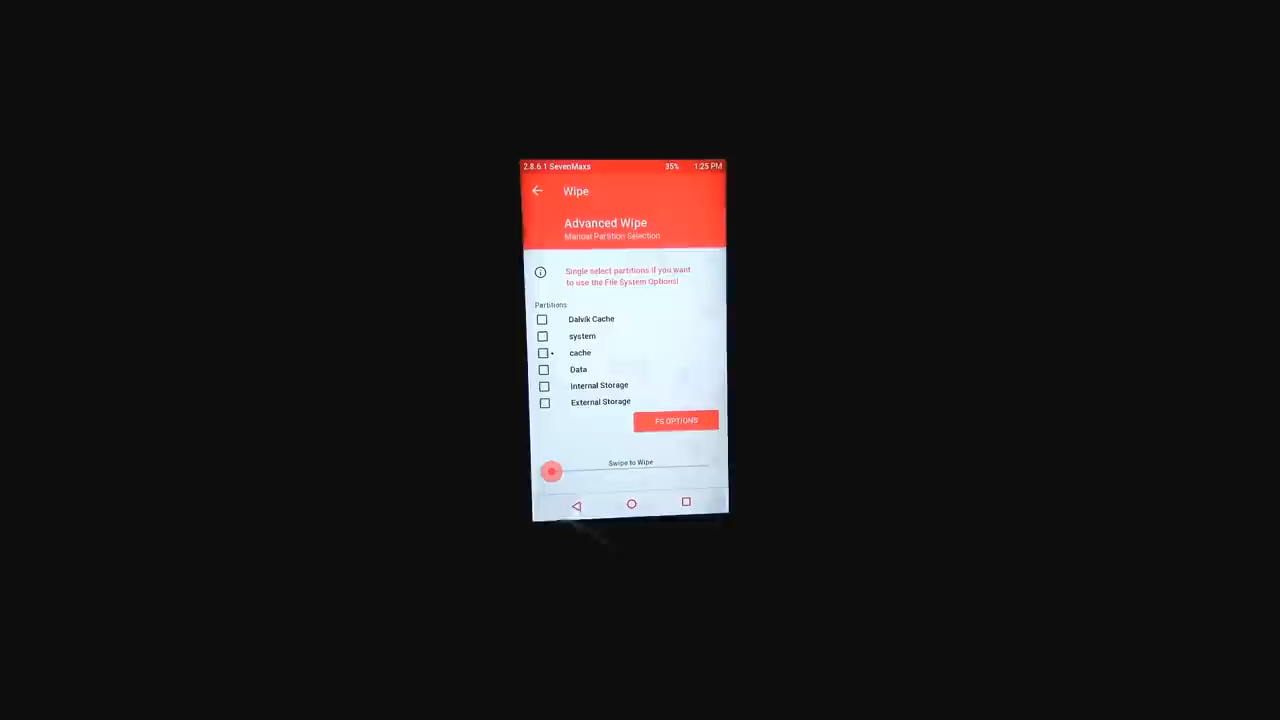 2.8.6.1 SevenMaxs 35% 1:25 PM
Wipe
Advanced Wipe
Manual Partition Selection
Single select partitions if you want
to use the File System Options!
Partitions
Dalvik Cache
system
cache
Data
Internal Storage
External Storage
FS OPTIONS
Swipe to Wipe